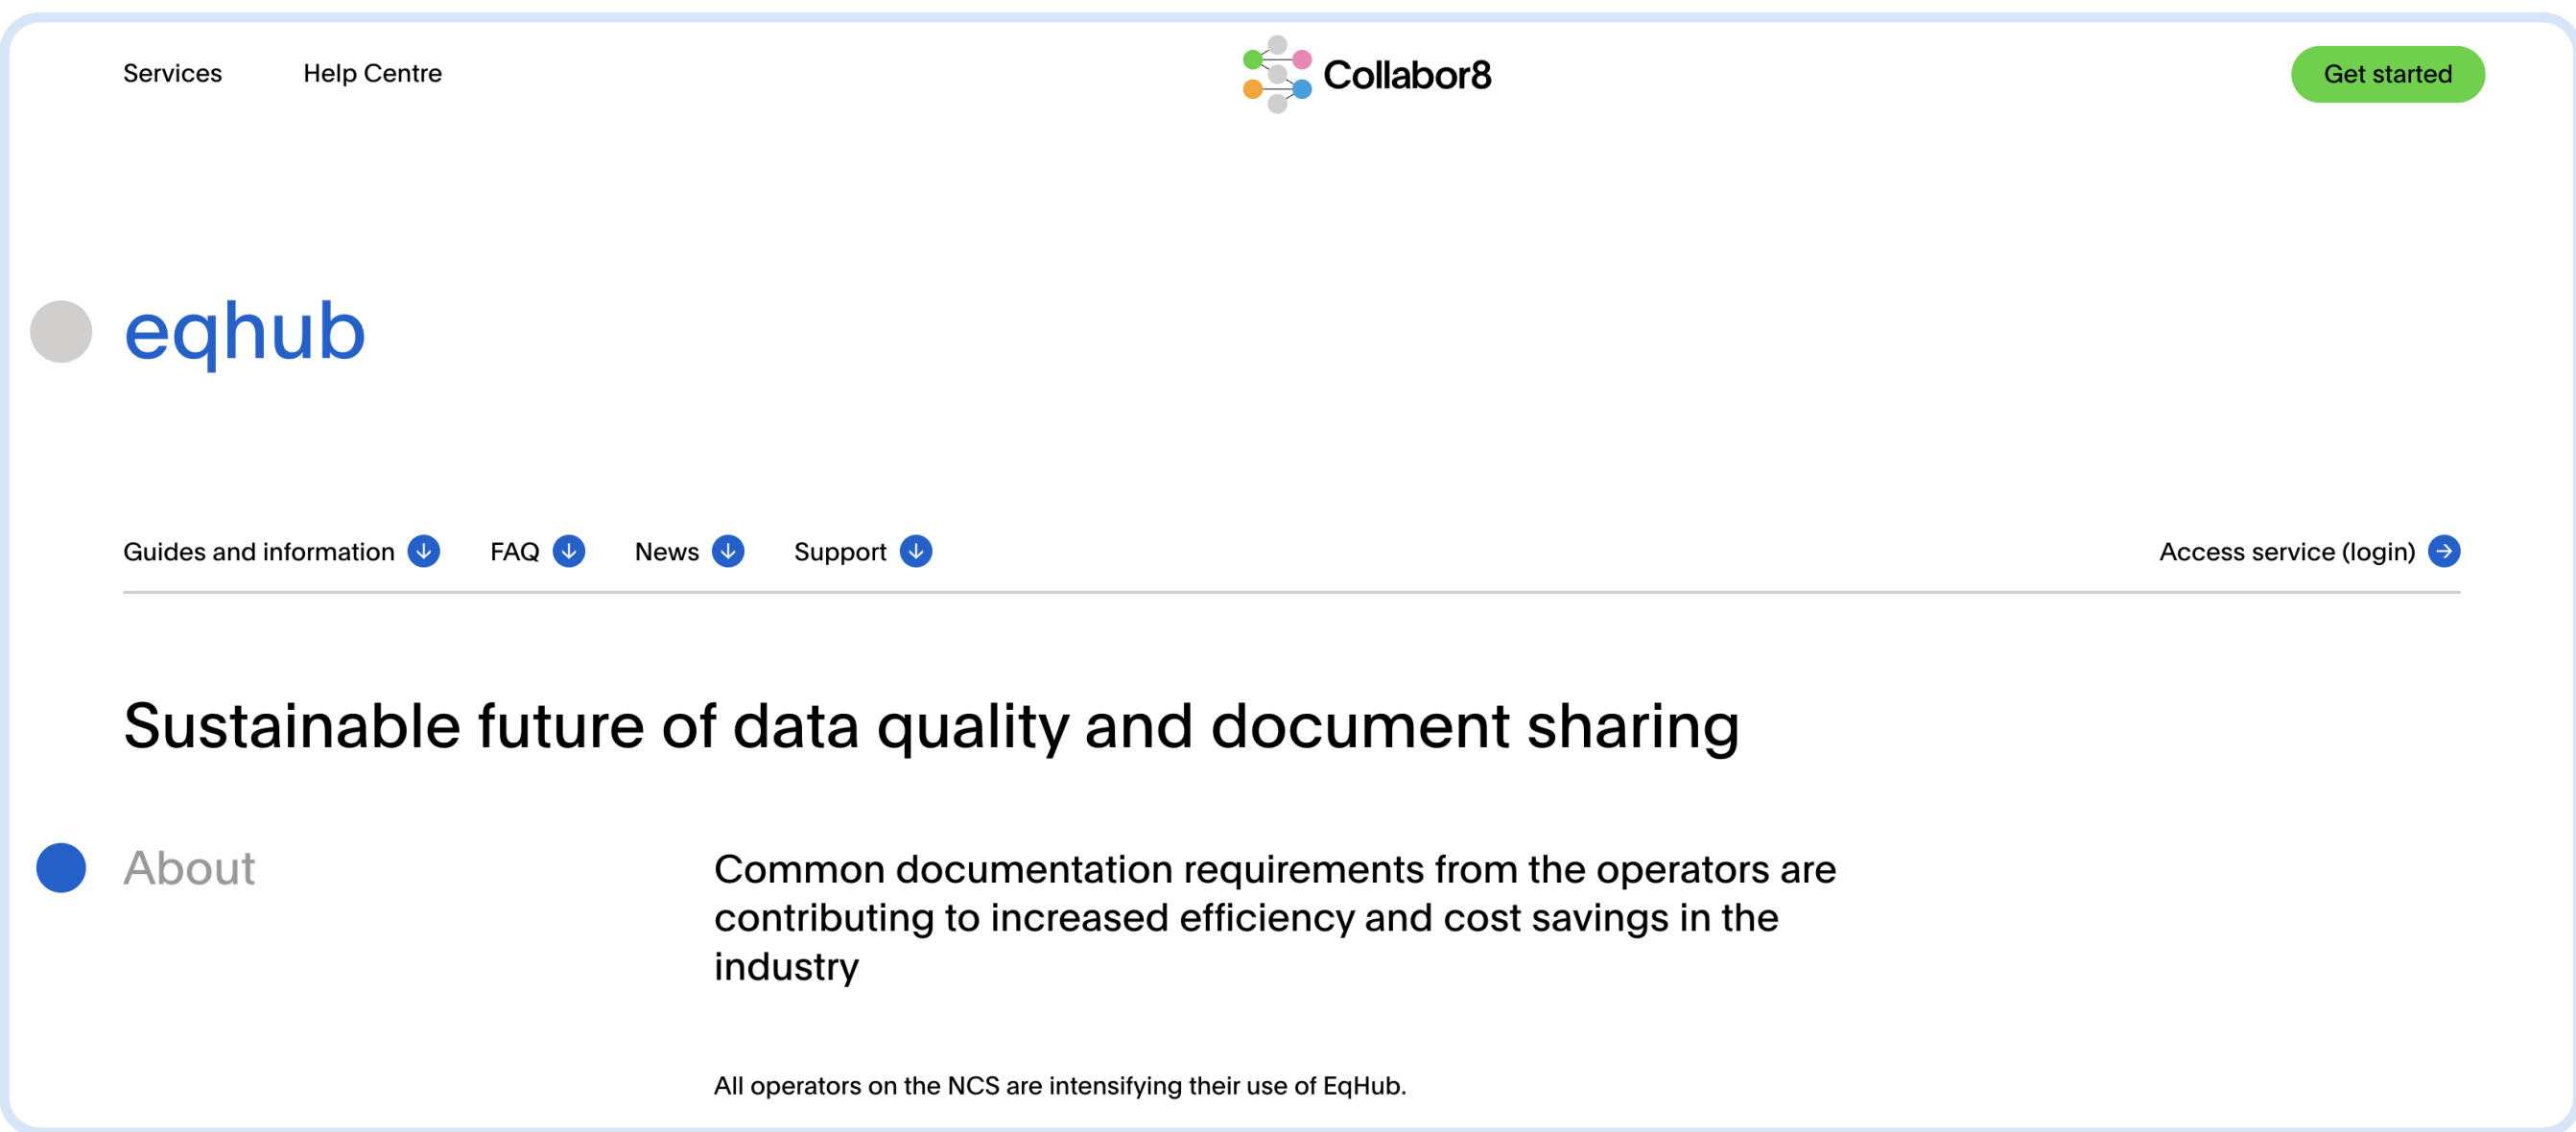 Services
Help Centre
Collabor8
Get started
eqhub
Guides and information
FAQ
News
Support
Access service (login)
Sustainable future of data quality and document sharing
About
Common documentation requirements from the operators are
contributing to increased efficiency and cost savings in the
industry
All operators on the NCS are intensifying their use of EqHub.